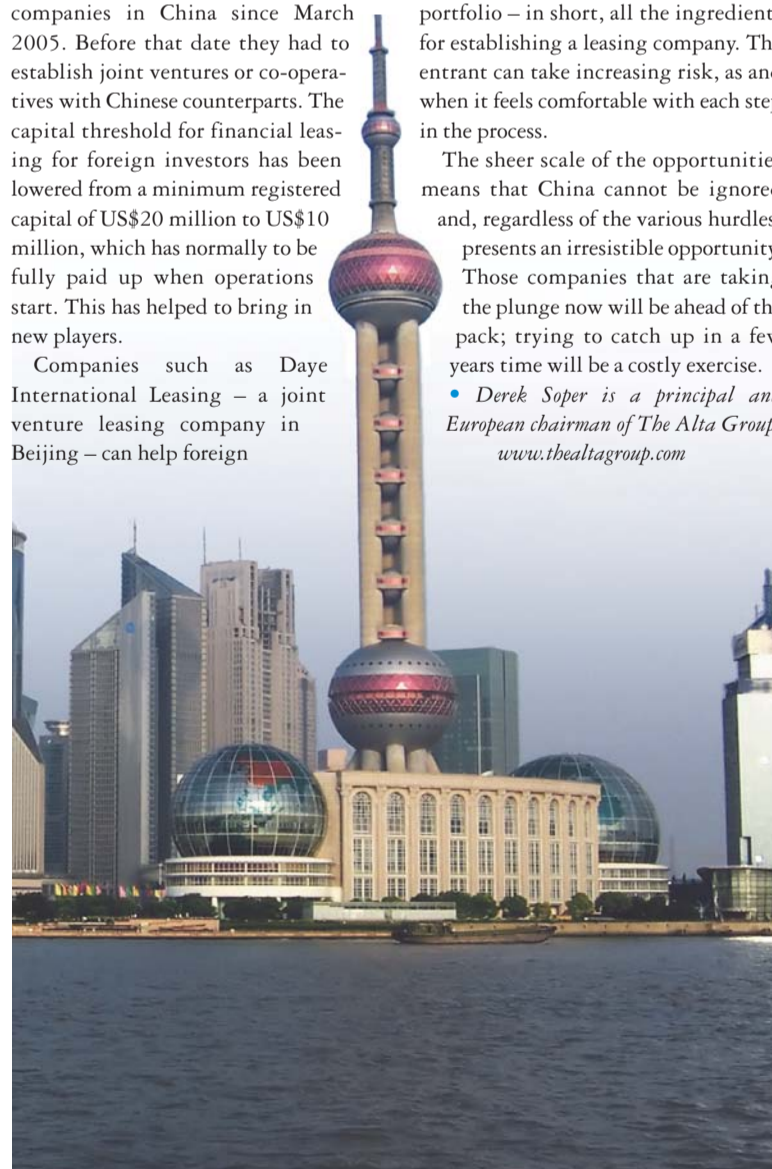 companies in China since March
2005. Before that date they had to
establish joint ventures or co-opera-
tives with Chinese counterparts. The
capital threshold for financial leas-
ing for foreign investors has been
lowered from a minimum registered
capital of US$20 million to US$10
million, which has normally to be
fully paid up when operations
start. This has helped to bring in
new players.
Companies such as Daye
International Leasing – a joint
venture leasing company in
Beijing – can help foreign
portfolio – in short, all the ingredient
for establishing a leasing company. Th
entrant can take increasing risk, as an
when it feels comfortable with each ste
in the process.
The sheer scale of the opportunitie
means that China cannot be ignore
and, regardless of the various hurdles
presents an irresistible opportunity
Those companies that are taking
the plunge now will be ahead of th
pack; trying to catch up in a few
years time will be a costly exercise.
• Derek Soper is a principal an
European chairman of The Alta Group
www.thealtagroup.com